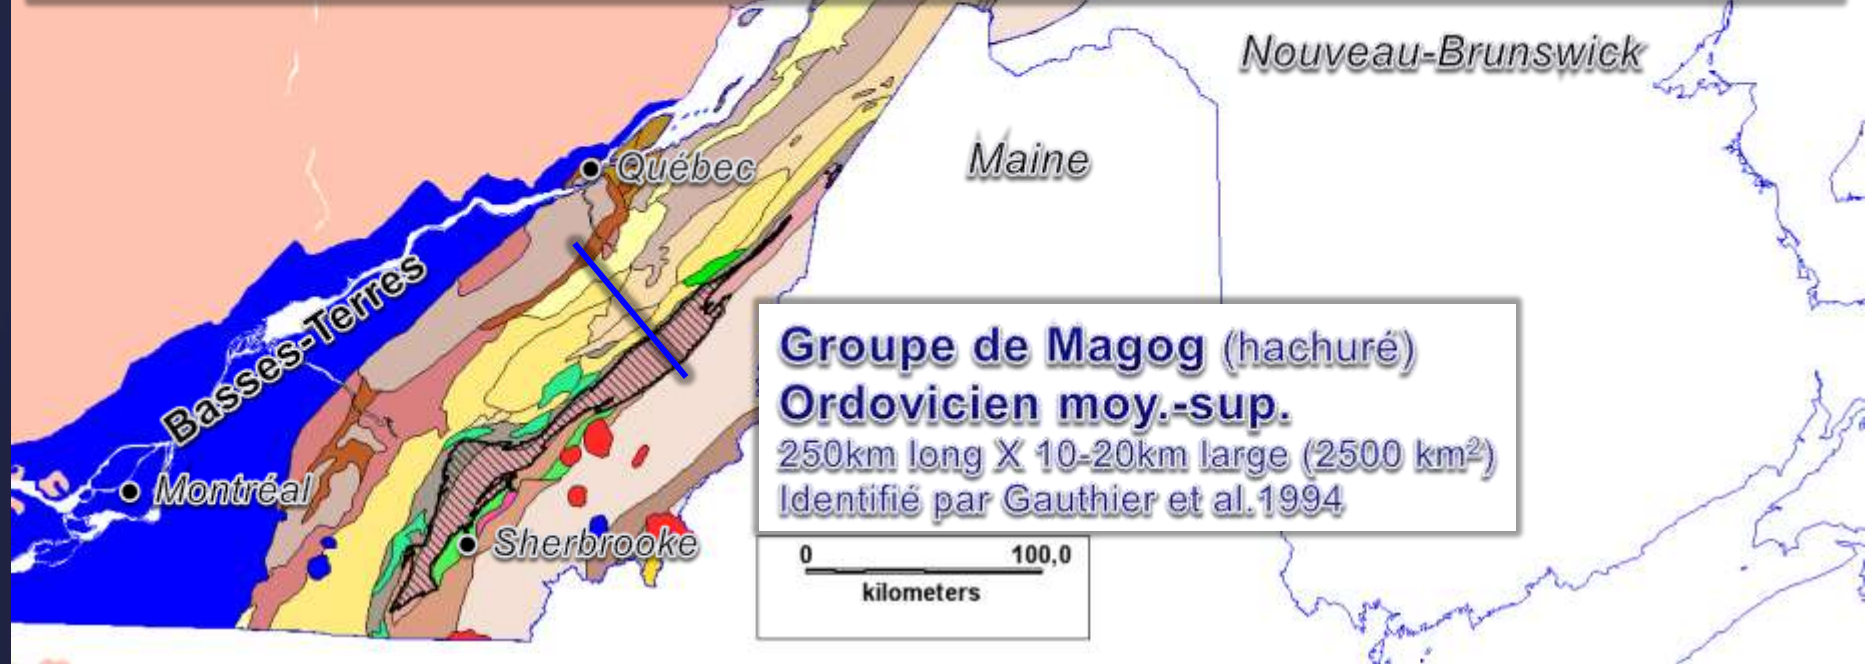 Nouveau-Brunswick
Maine
Québec
Basses-Terres
Montréal
Sherbrooke
Groupe de Magog (hachuré)
Ordovicien moy.-sup.
250km long X 10-20km large (2500 km²)
Identifié par Gauthier et al.1994
0 100,0
kilometers